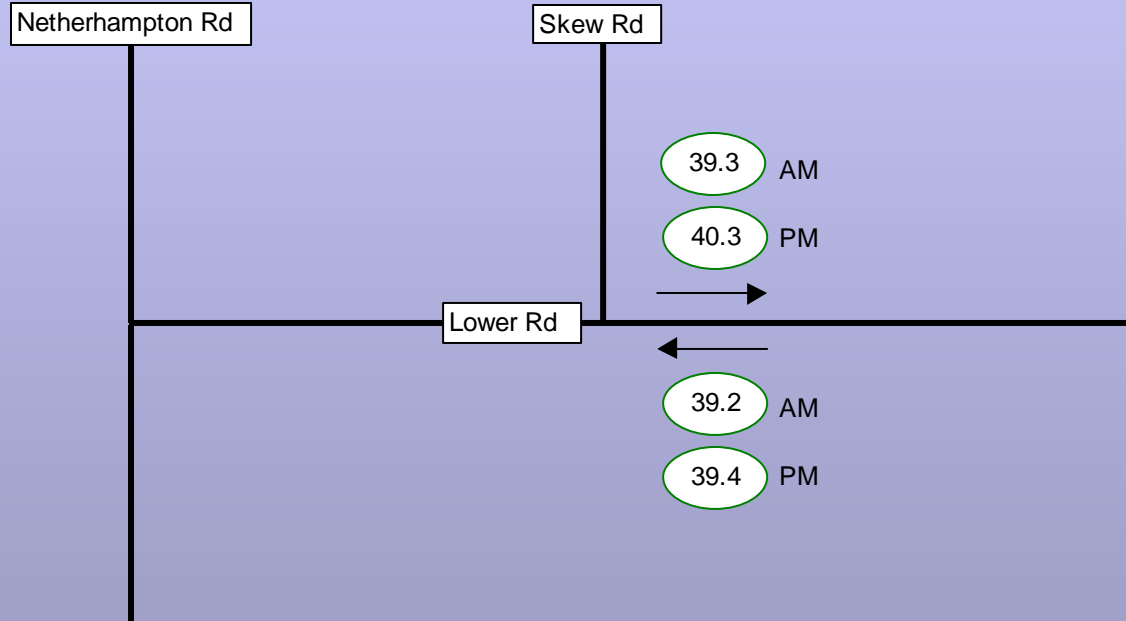 Netherhampton Rd
Skew Rd
39.3 AM
40.3 PM
Lower Rd
39.2 AM
39.4 PM